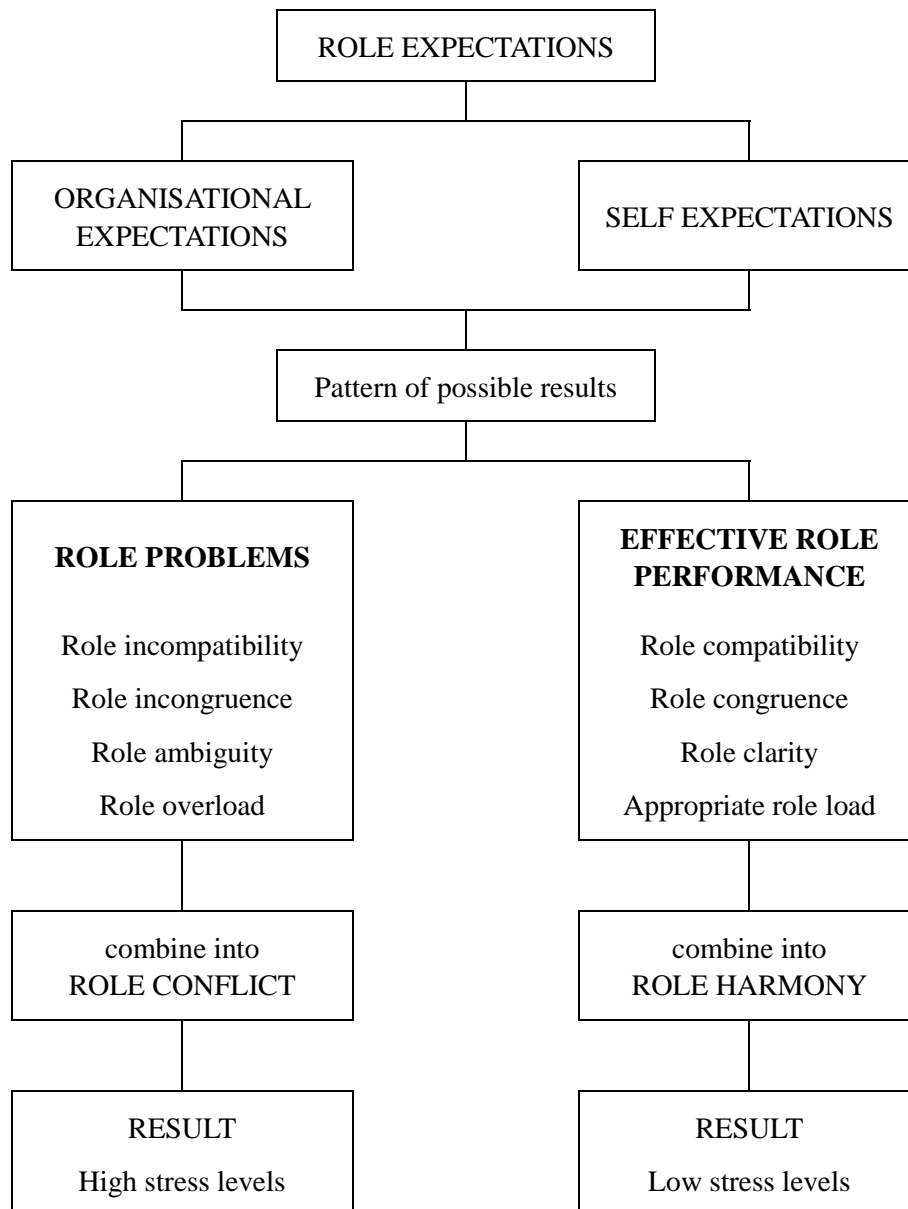 ROLE EXPECTATIONS
ORGANISATIONAL
EXPECTATIONS
SELF EXPECTATIONS
Pattern of possible results
ROLE PROBLEMS
Role incompatibility
Role incongruence
Role ambiguity
Role overload
EFFECTIVE ROLE
PERFORMANCE
Role compatibility
Role congruence
Role clarity
Appropriate role load
combine into
ROLE CONFLICT
combine into
ROLE HARMONY
RESULT
High stress levels
RESULT
Low stress levels